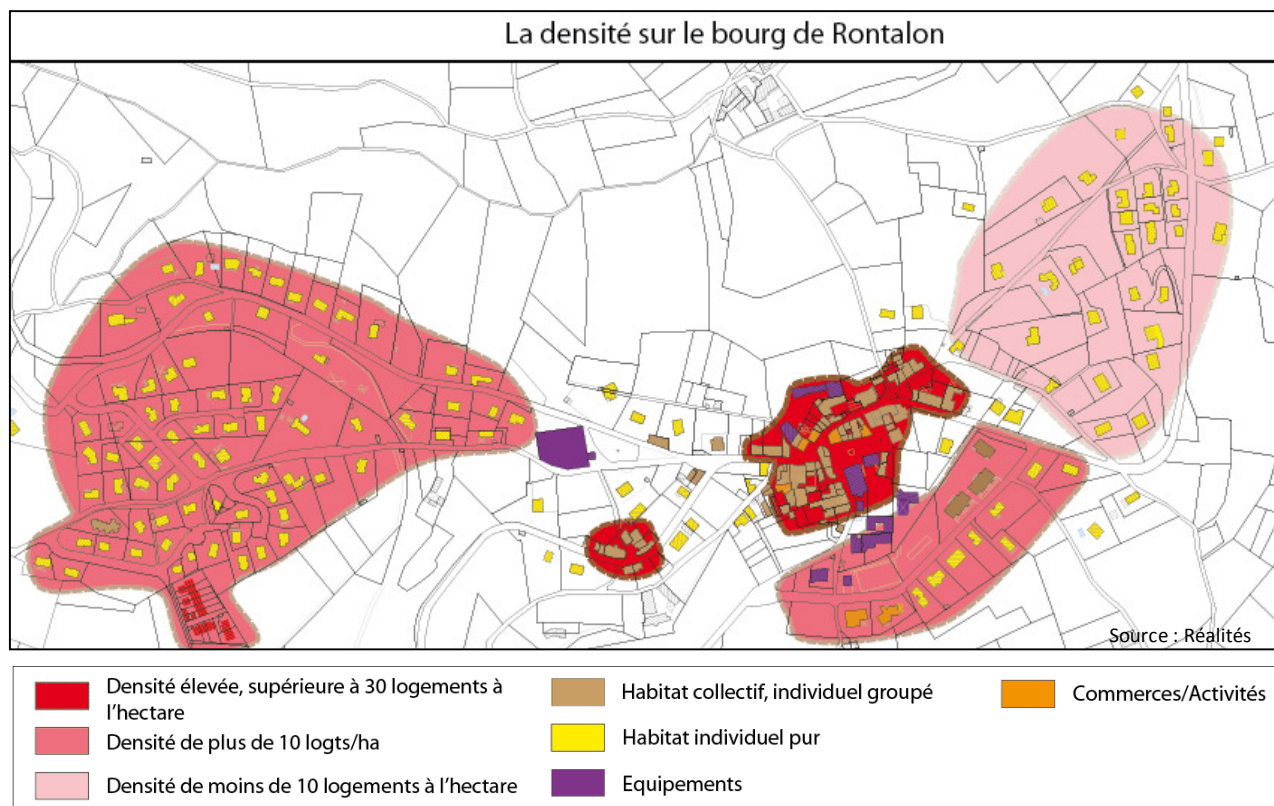 La densité sur le bourg de Rontalon
Source : Réalités
Densité élevée, supérieure à 30 logements à
l'hectare
Densité de plus de 10 logts/ha
Densité de moins de 10 logements à l'hectare
Habitat collectif, individuel groupé
Habitat individuel pur
Equipements
Commerces/Activités